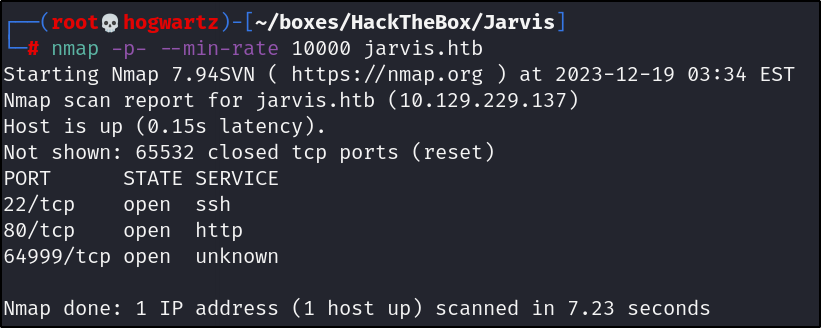 ┌──(root💀hogwartz)-[~/boxes/HackTheBox/Jarvis]
└─# nmap -p- --min-rate 10000 jarvis.htb
Starting Nmap 7.94SVN ( https://nmap.org ) at 2023-12-19 03:34 EST
Nmap scan report for jarvis.htb (10.129.229.137)
Host is up (0.15s latency).
Not shown: 65532 closed tcp ports (reset)
PORT      STATE SERVICE
22/tcp    open  ssh
80/tcp    open  http
64999/tcp open  unknown
Nmap done: 1 IP address (1 host up) scanned in 7.23 seconds